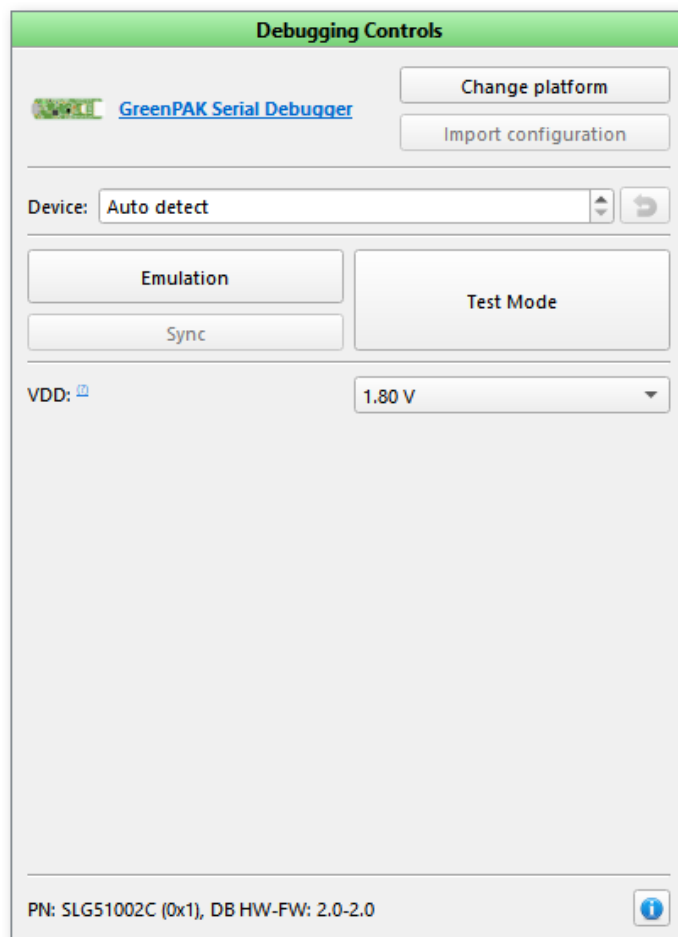 Debugging Controls
GreenPAK Serial Debugger
Change platform
Import configuration
Device: Auto detect
Emulation
Test Mode
Sync
VDD: 1.80 V
PN: SLG51002C (0x1), DB HW-FW: 2.0-2.0